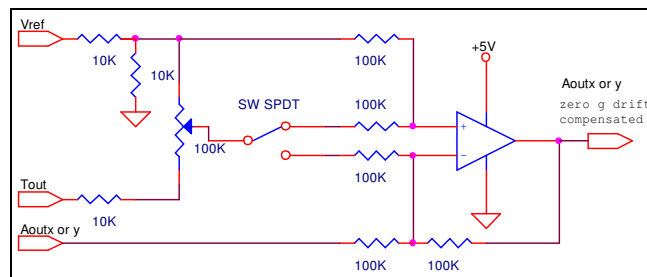 Vref
10K
10K
100K
+5V
Aoutx or y
zero g drift
compensated
SW SPDT
100K
+
100K
−
100K
Tout
10K
Aoutx or y
100K
100K